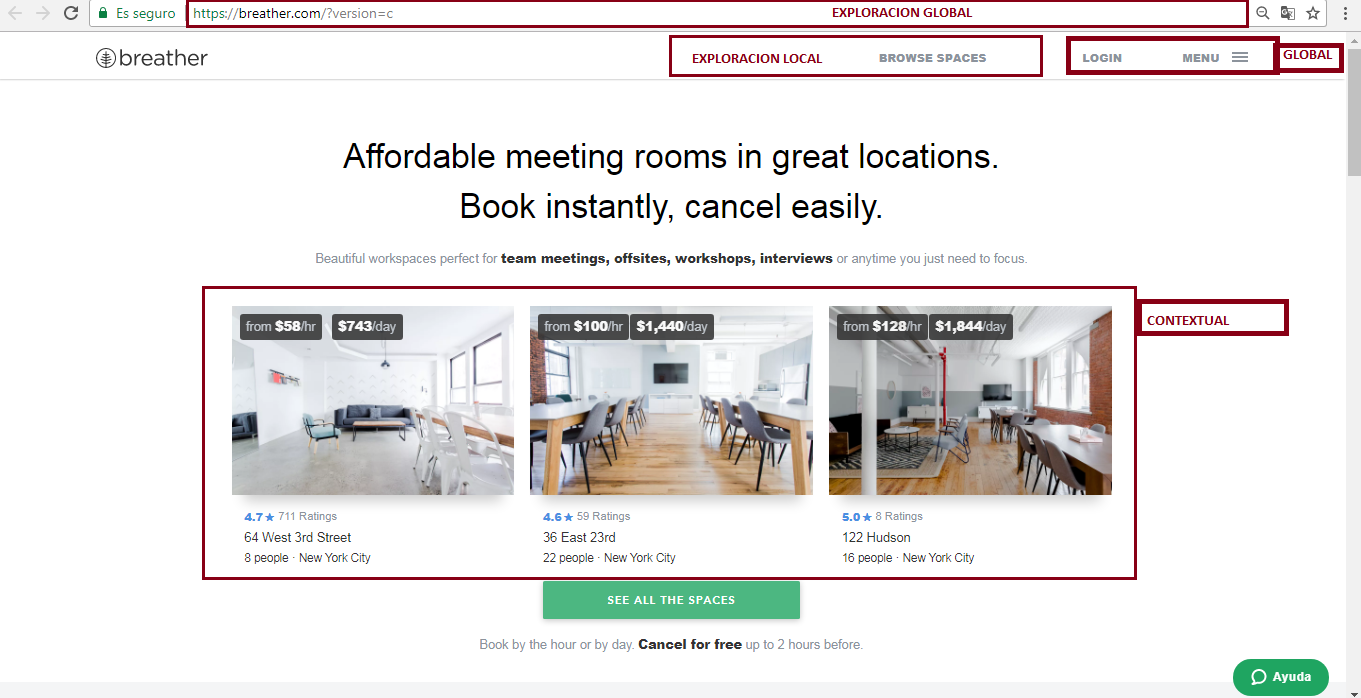 Es seguro https://breather.com/?version=c EXPLORACION GLOBAL
breather EXPLORACION LOCAL BROWSE SPACES LOGIN MENU GLOBAL
Affordable meeting rooms in great locations.
Book instantly, cancel easily.
Beautiful workspaces perfect for team meetings, offsites, workshops, interviews or anytime you just need to focus.
CONTEXTUAL
from $58/hr $743/day
4.7★ 711 Ratings
64 West 3rd Street
8 people · New York City
from $100/hr $1,440/day
4.6★ 59 Ratings
36 East 23rd
22 people · New York City
from $128/hr $1,844/day
5.0★ 8 Ratings
122 Hudson
16 people · New York City
SEE ALL THE SPACES
Book by the hour or by day. Cancel for free up to 2 hours before.
Ayuda